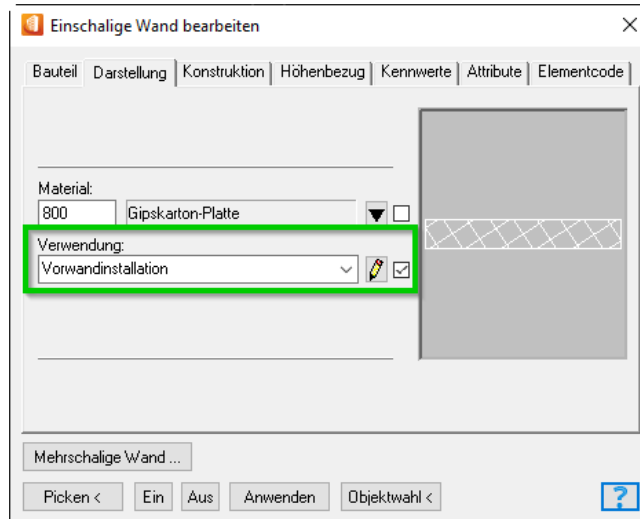 Einschalige Wand bearbeiten
Bauteil Darstellung Konstruktion Höhenbezug Kennwerte Attribute Elementcode
Material:
800 Gipskarton-Platte
Verwendung:
Vorwandinstallation
Mehrschalige Wand ...
Picken < Ein Aus Anwenden Objektwahl < ?